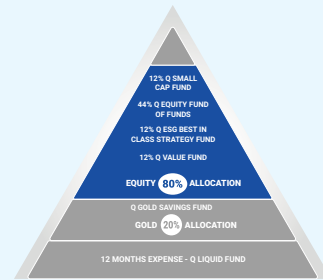 12% Q SMALL
CAP FUND
44% Q EQUITY FUND
OF FUNDS
12% Q ESG BEST IN
CLASS STRATEGY FUND
12% Q VALUE FUND
EQUITY 80% ALLOCATION
Q GOLD SAVINGS FUND
GOLD 20% ALLOCATION
12 MONTHS EXPENSE - Q LIQUID FUND